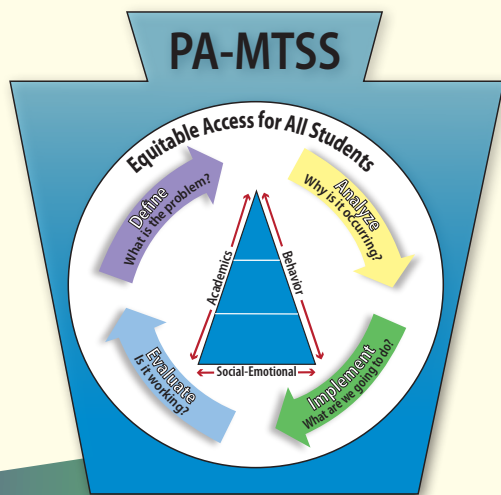 PA-MTSS
Equitable Access for All Students
Define
What is the problem?
Analyze
Why is it occurring?
Academics
Behavior
Social-Emotional
Evaluate
Is it working?
Implement
What are we going to do?